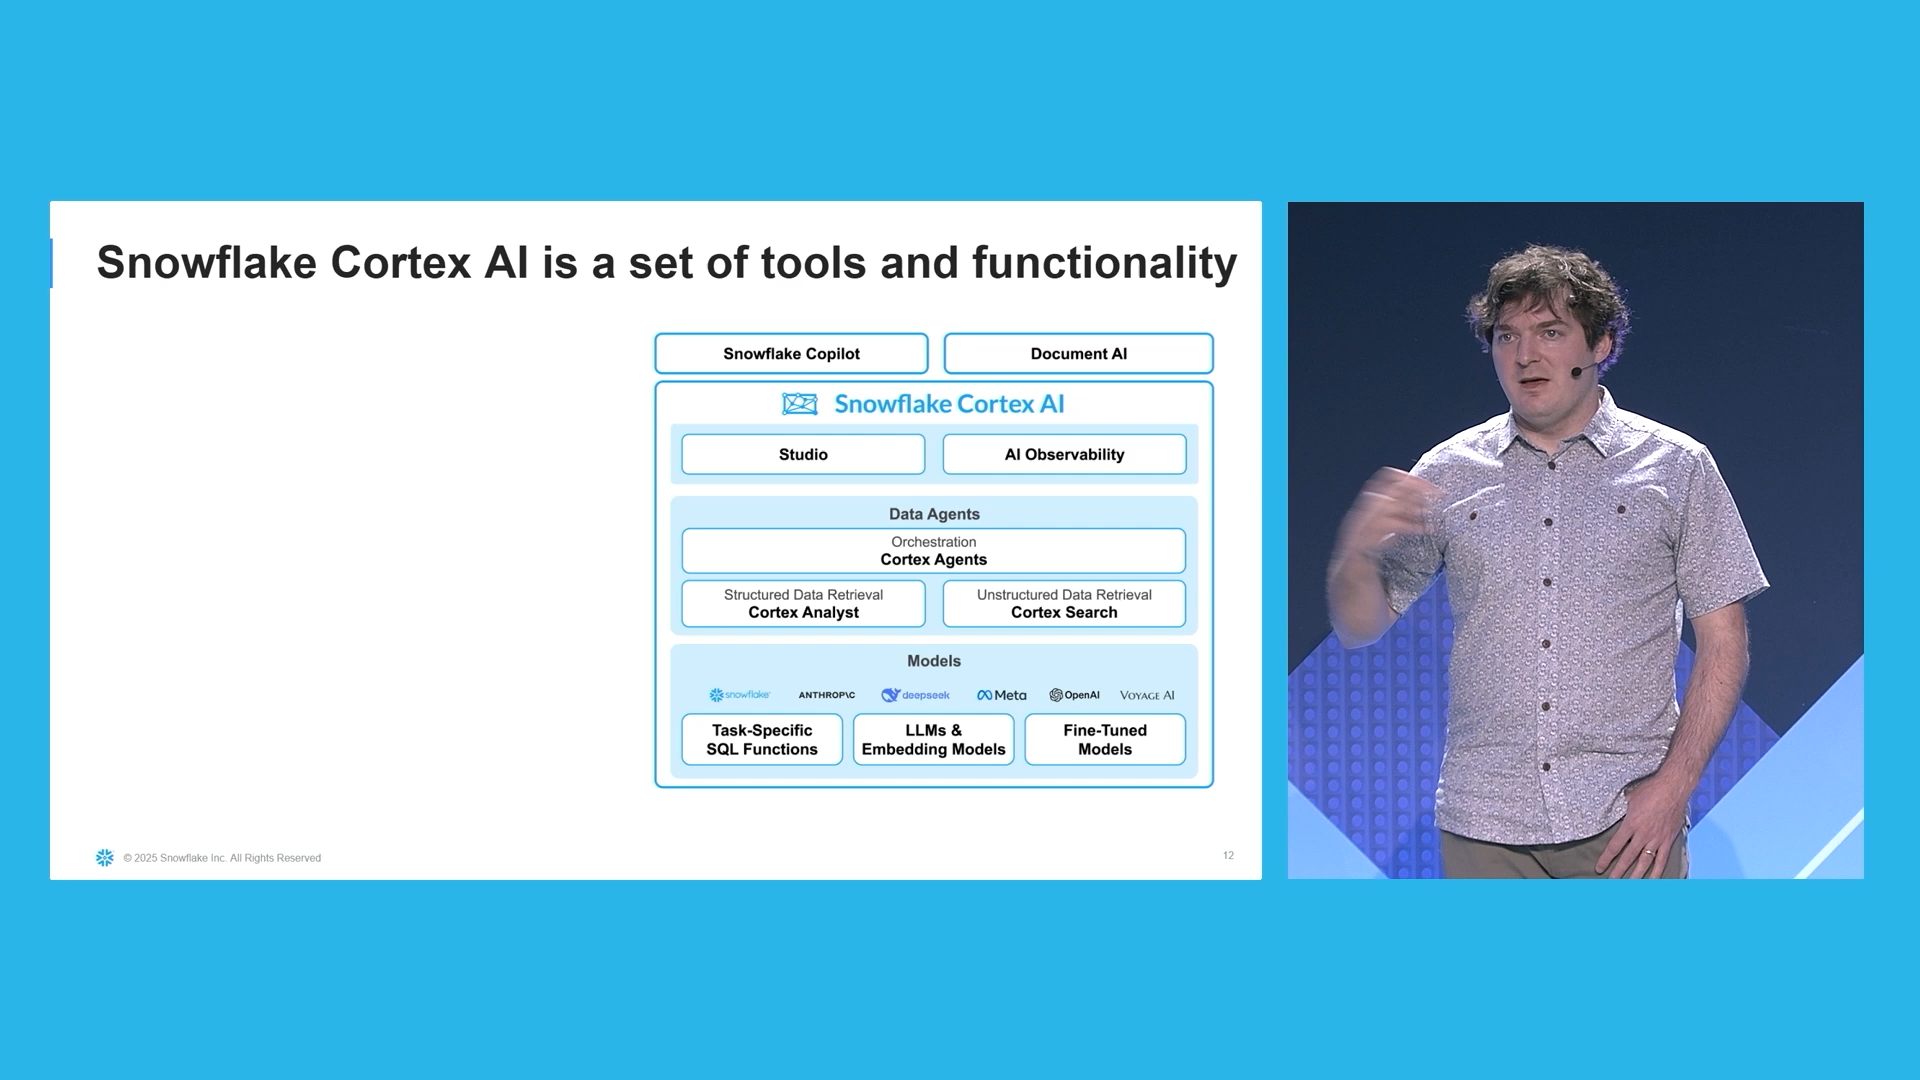 Snowflake Cortex AI is a set of tools and functionality
Snowflake Copilot
Document AI
Snowflake Cortex AI
Studio
AI Observability
Data Agents
Orchestration
Cortex Agents
Structured Data Retrieval
Cortex Analyst
Unstructured Data Retrieval
Cortex Search
Models
snowflake
ANTHROP\C
deepseek
Meta
OpenAI
VOYAGE AI
Task-Specific
SQL Functions
LLMs &
Embedding Models
Fine-Tuned
Models
© 2025 Snowflake Inc. All Rights Reserved
12